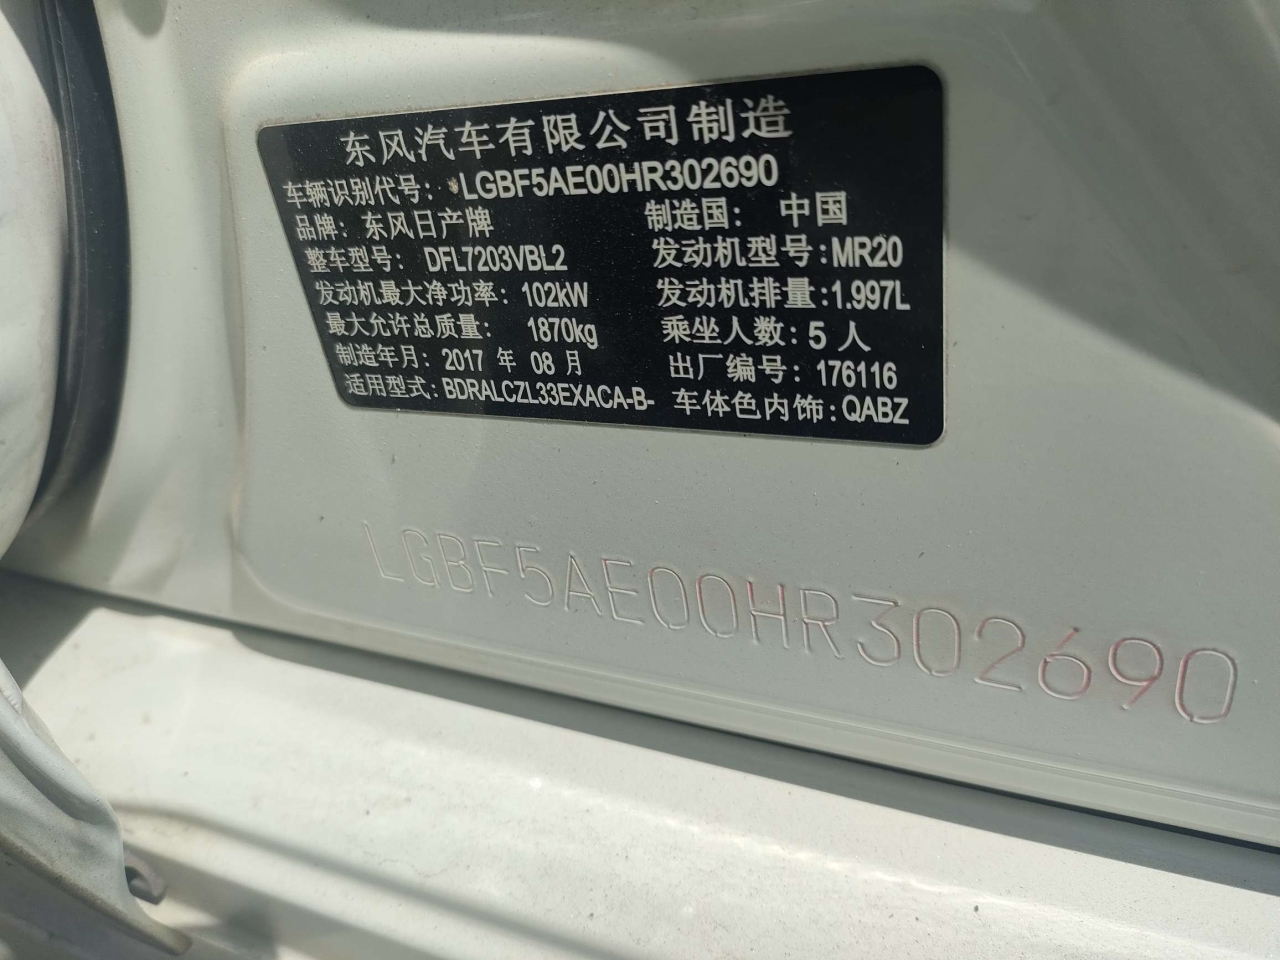 东风汽车有限公司制造
车辆识别代号: *LGBF5AE00HR302690
品牌: 东风日产牌 制造国: 中国
整车型号: DFL7203VBL2 发动机型号:MR20
发动机最大净功率: 102kW 发动机排量:1.997L
最大允许总质量: 1870kg 乘坐人数:5 人
制造年月: 2017 年 08 月 出厂编号: 176116
适用型式: BDRALCZL33EXACA-B- 车体色内饰:QABZ
LGBF5AE00HR302690